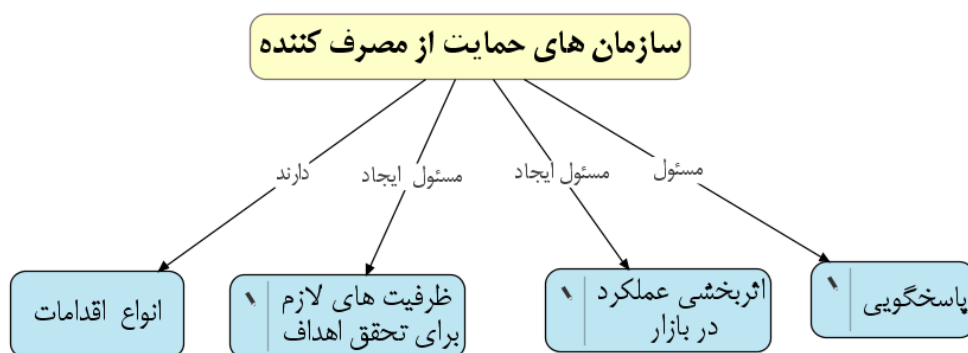 سازمان های حمایت از مصرف کننده
مسئول
مسئول ایجاد
مسئول ایجاد
دارند
پاسخگویی
اثربخشی عملکرد
در بازار
ظرفیت های لازم
برای تحقق اهداف
انواع اقدامات